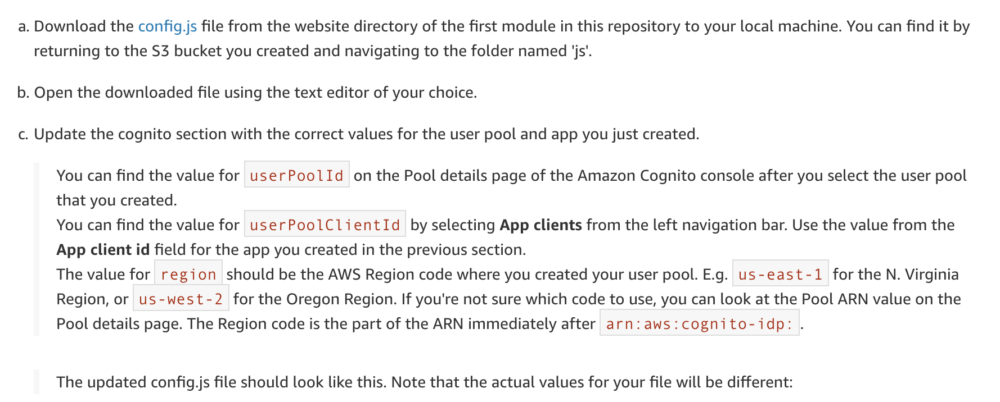 a. Download the config.js file from the website directory of the first module in this repository to your local machine. You can find it by
returning to the S3 bucket you created and navigating to the folder named 'js'.
b. Open the downloaded file using the text editor of your choice.
c. Update the cognito section with the correct values for the user pool and app you just created.
You can find the value for userPoolId on the Pool details page of the Amazon Cognito console after you select the user pool
that you created.
You can find the value for userPoolClientId by selecting App clients from the left navigation bar. Use the value from the
App client id field for the app you created in the previous section.
The value for region should be the AWS Region code where you created your user pool. E.g. us-east-1 for the N. Virginia
Region, or us-west-2 for the Oregon Region. If you're not sure which code to use, you can look at the Pool ARN value on the
Pool details page. The Region code is the part of the ARN immediately after arn:aws:cognito-idp: .
The updated config.js file should look like this. Note that the actual values for your file will be different: